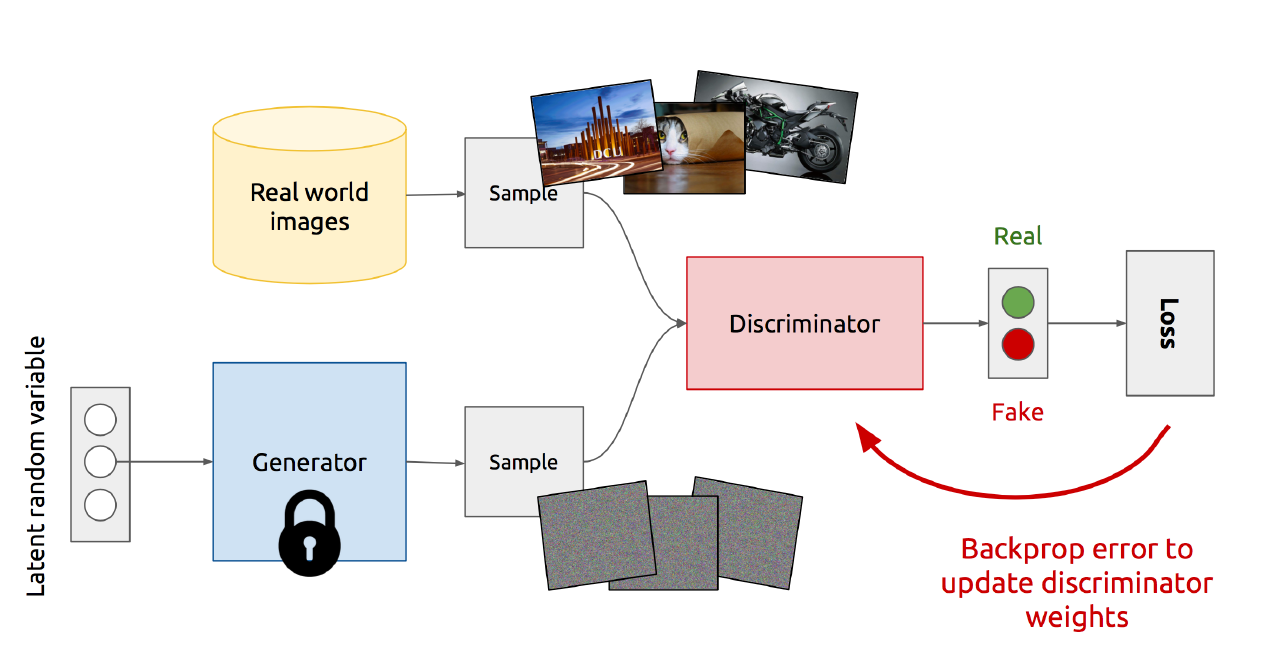 Real world
images
Sample
DCU
Latent random variable
Generator
Sample
Discriminator
Real
Fake
Loss
Backprop error to
update discriminator
weights